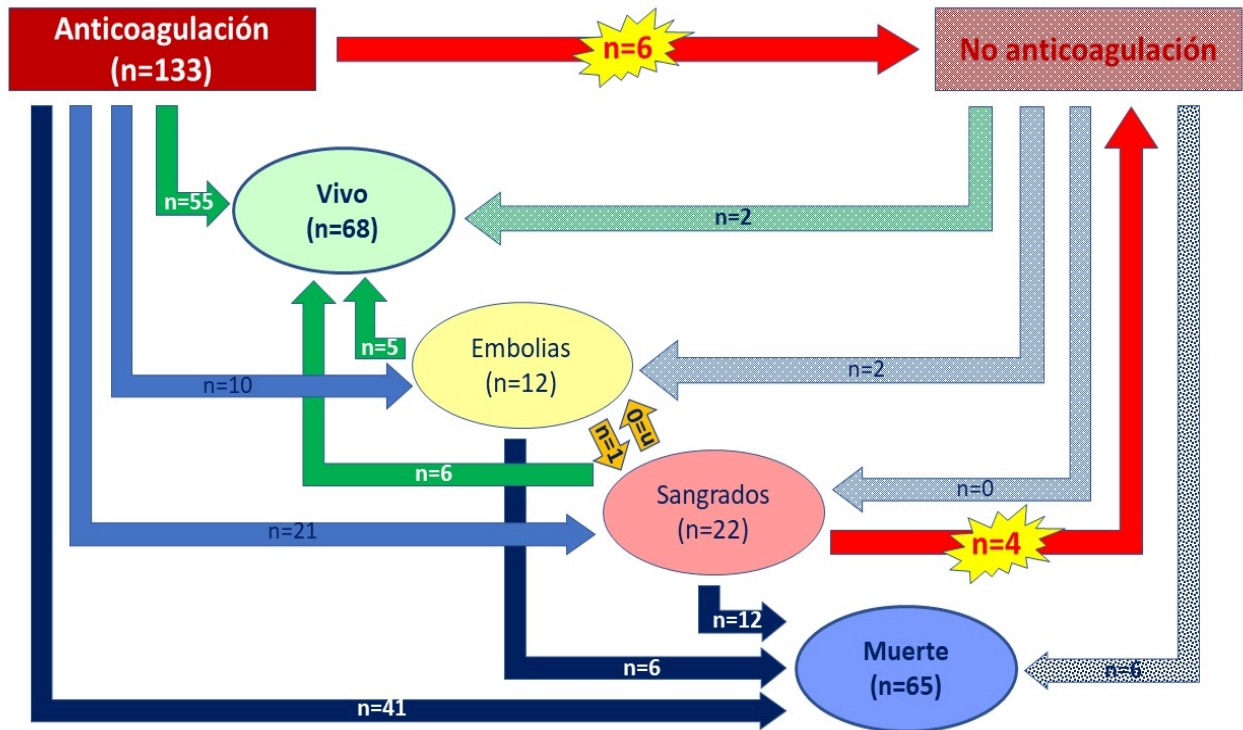 Anticoagulación
(n=133)
n=6
No anticoagulación
n=55
Vivo
(n=68)
n=2
n=5
Embolias
(n=12)
n=10
n=2
n=1
n=0
n=6
Sangrados
(n=22)
n=0
n=21
n=4
n=12
Muerte
(n=65)
n=6
n=6
n=41